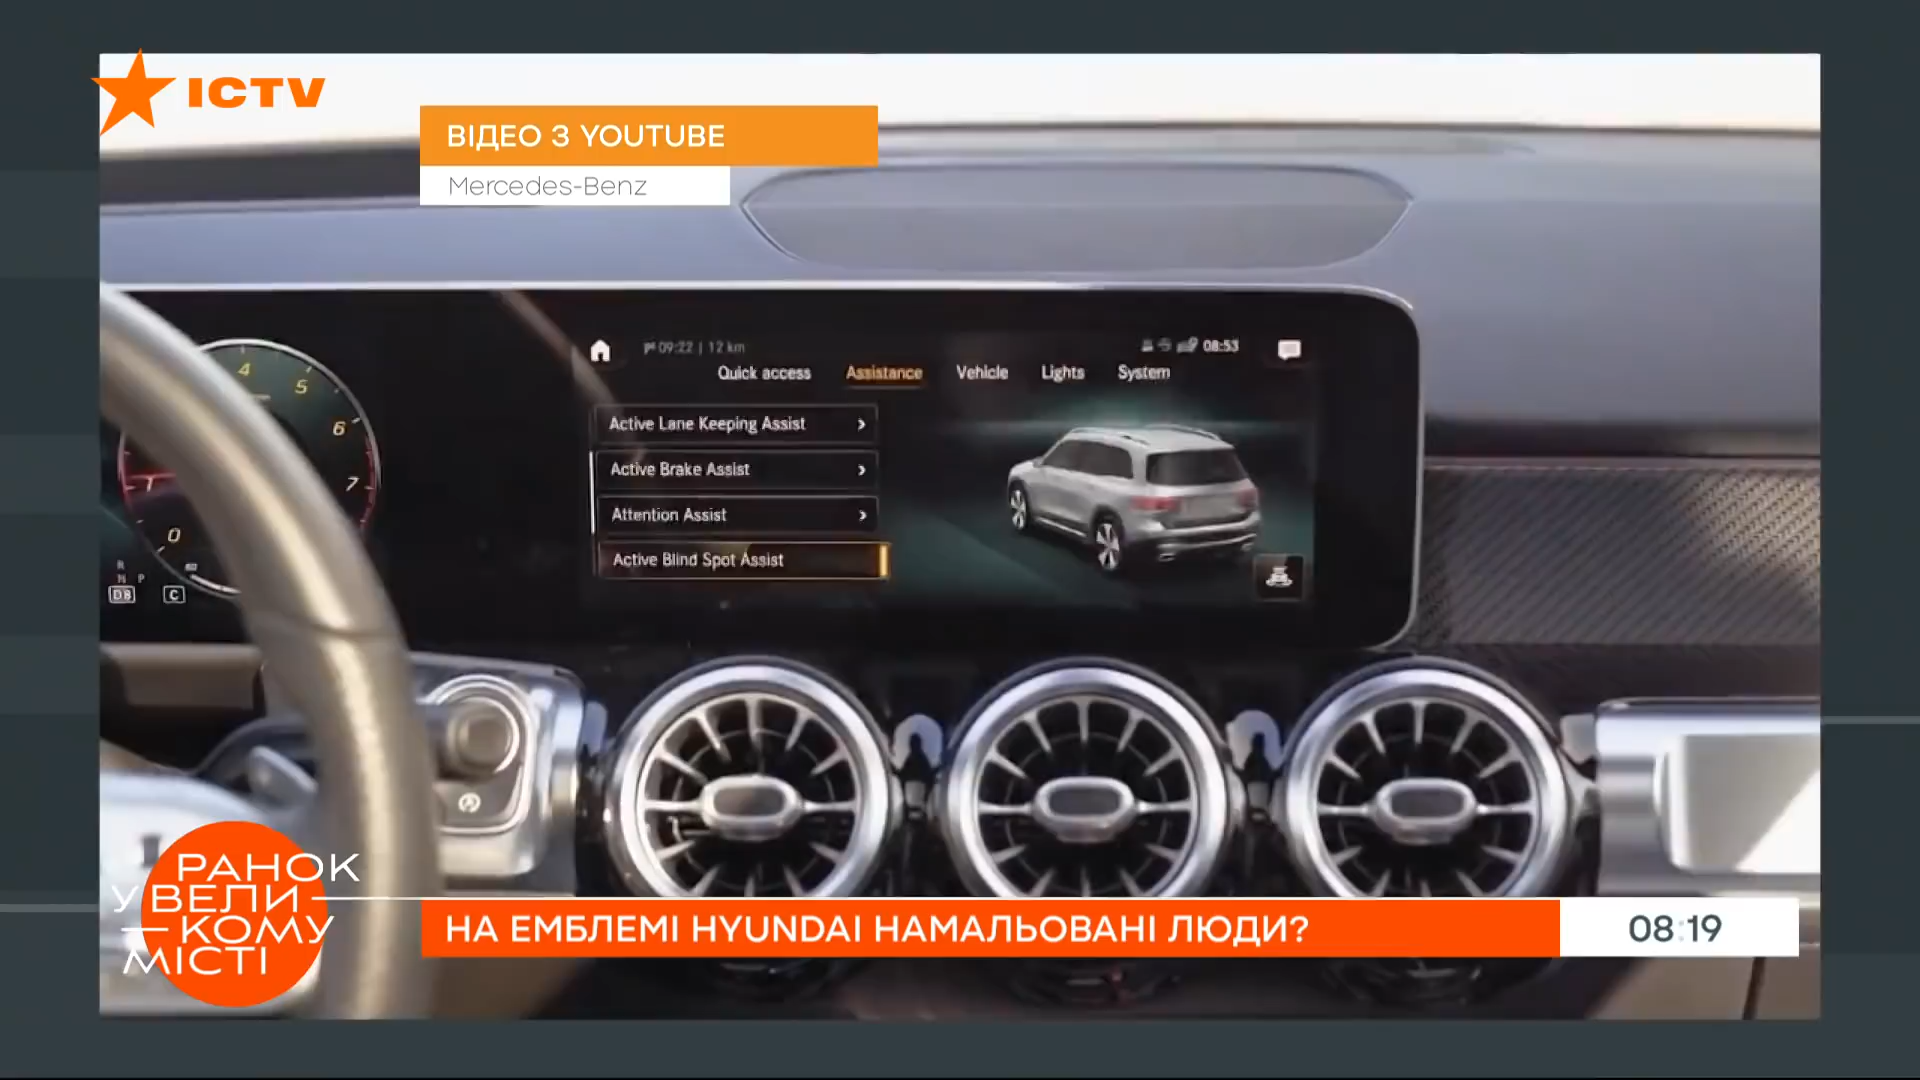 ICTV
ВІДЕО З YOUTUBE
Mercedes-Benz
09:22 | 12 km
08:53
Quick access Assistance Vehicle Lights System
Active Lane Keeping Assist
Active Brake Assist
Attention Assist
Active Blind Spot Assist
4
5
6
7
1
0
R
N P
D8 C
РАНОК
У ВЕЛИ
КОМУ
МІСТІ
НА ЕМБЛЕМІ HYUNDAI НАМАЛЬОВАНІ ЛЮДИ?
08:19